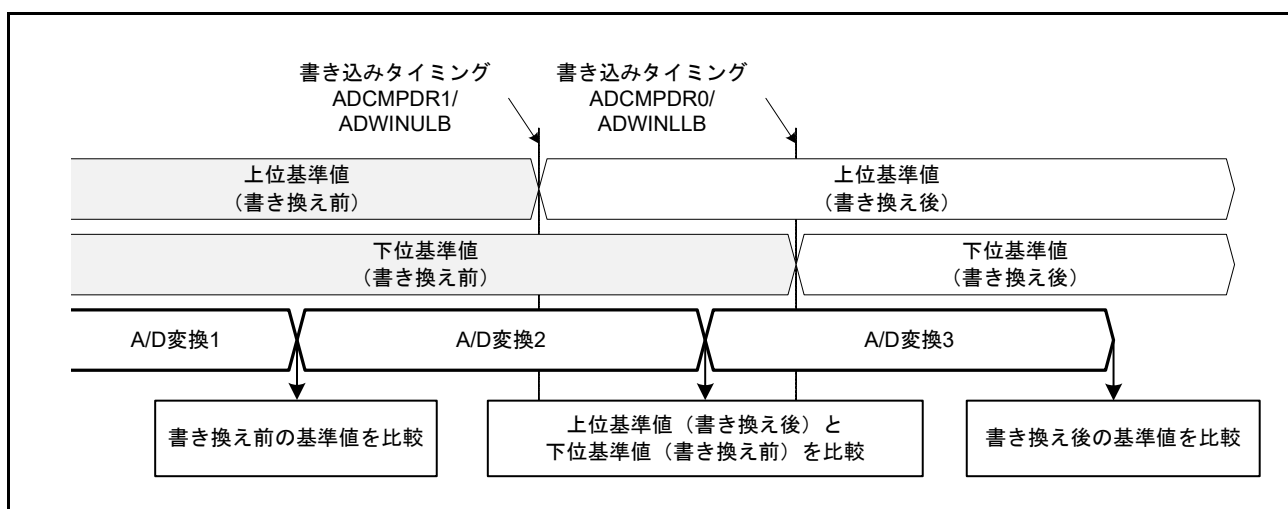 書き込みタイミング
ADCMPDR1/
ADWINULB
書き込みタイミング
ADCMPDR0/
ADWINLLB
上位基準値
（書き換え前）
上位基準値
（書き換え後）
下位基準値
（書き換え前）
下位基準値
（書き換え後）
A/D変換1
A/D変換2
A/D変換3
書き換え前の基準値を比較
上位基準値（書き換え後）と
下位基準値（書き換え前）を比較
書き換え後の基準値を比較